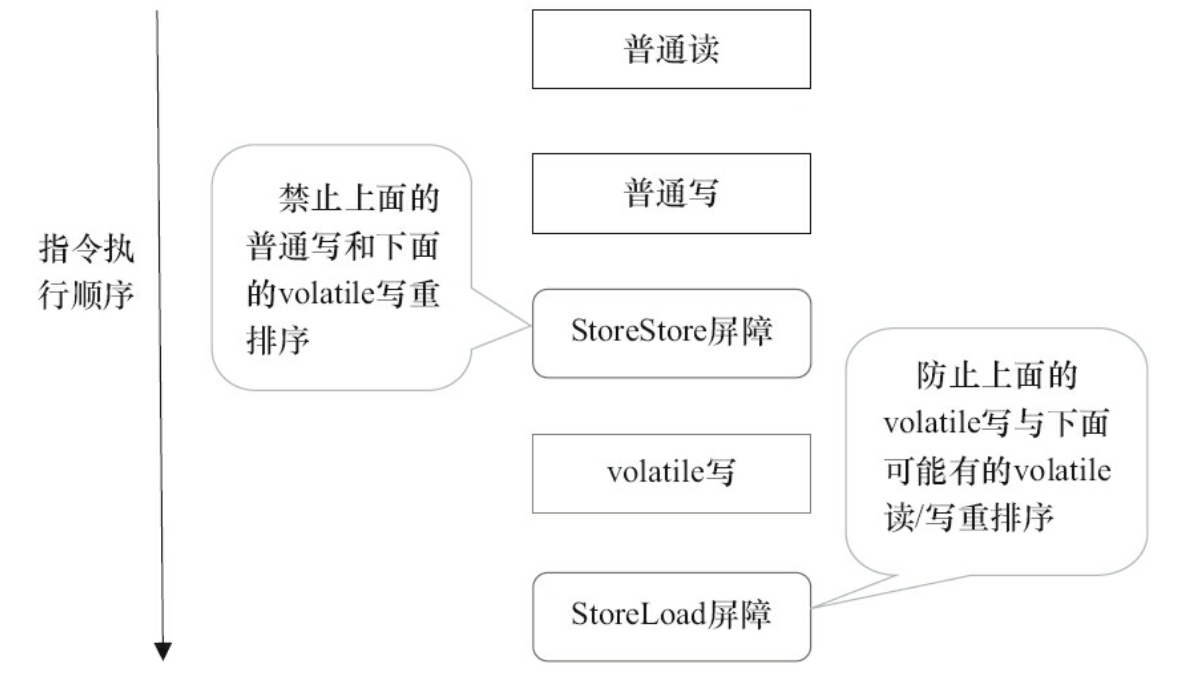 普通读
普通写
禁止上面的
普通写和下面
的volatile写重
排序
指令执
行顺序
StoreStore屏障
防止上面的
volatile写与下面
可能有的volatile
读/写重排序
volatile写
StoreLoad屏障